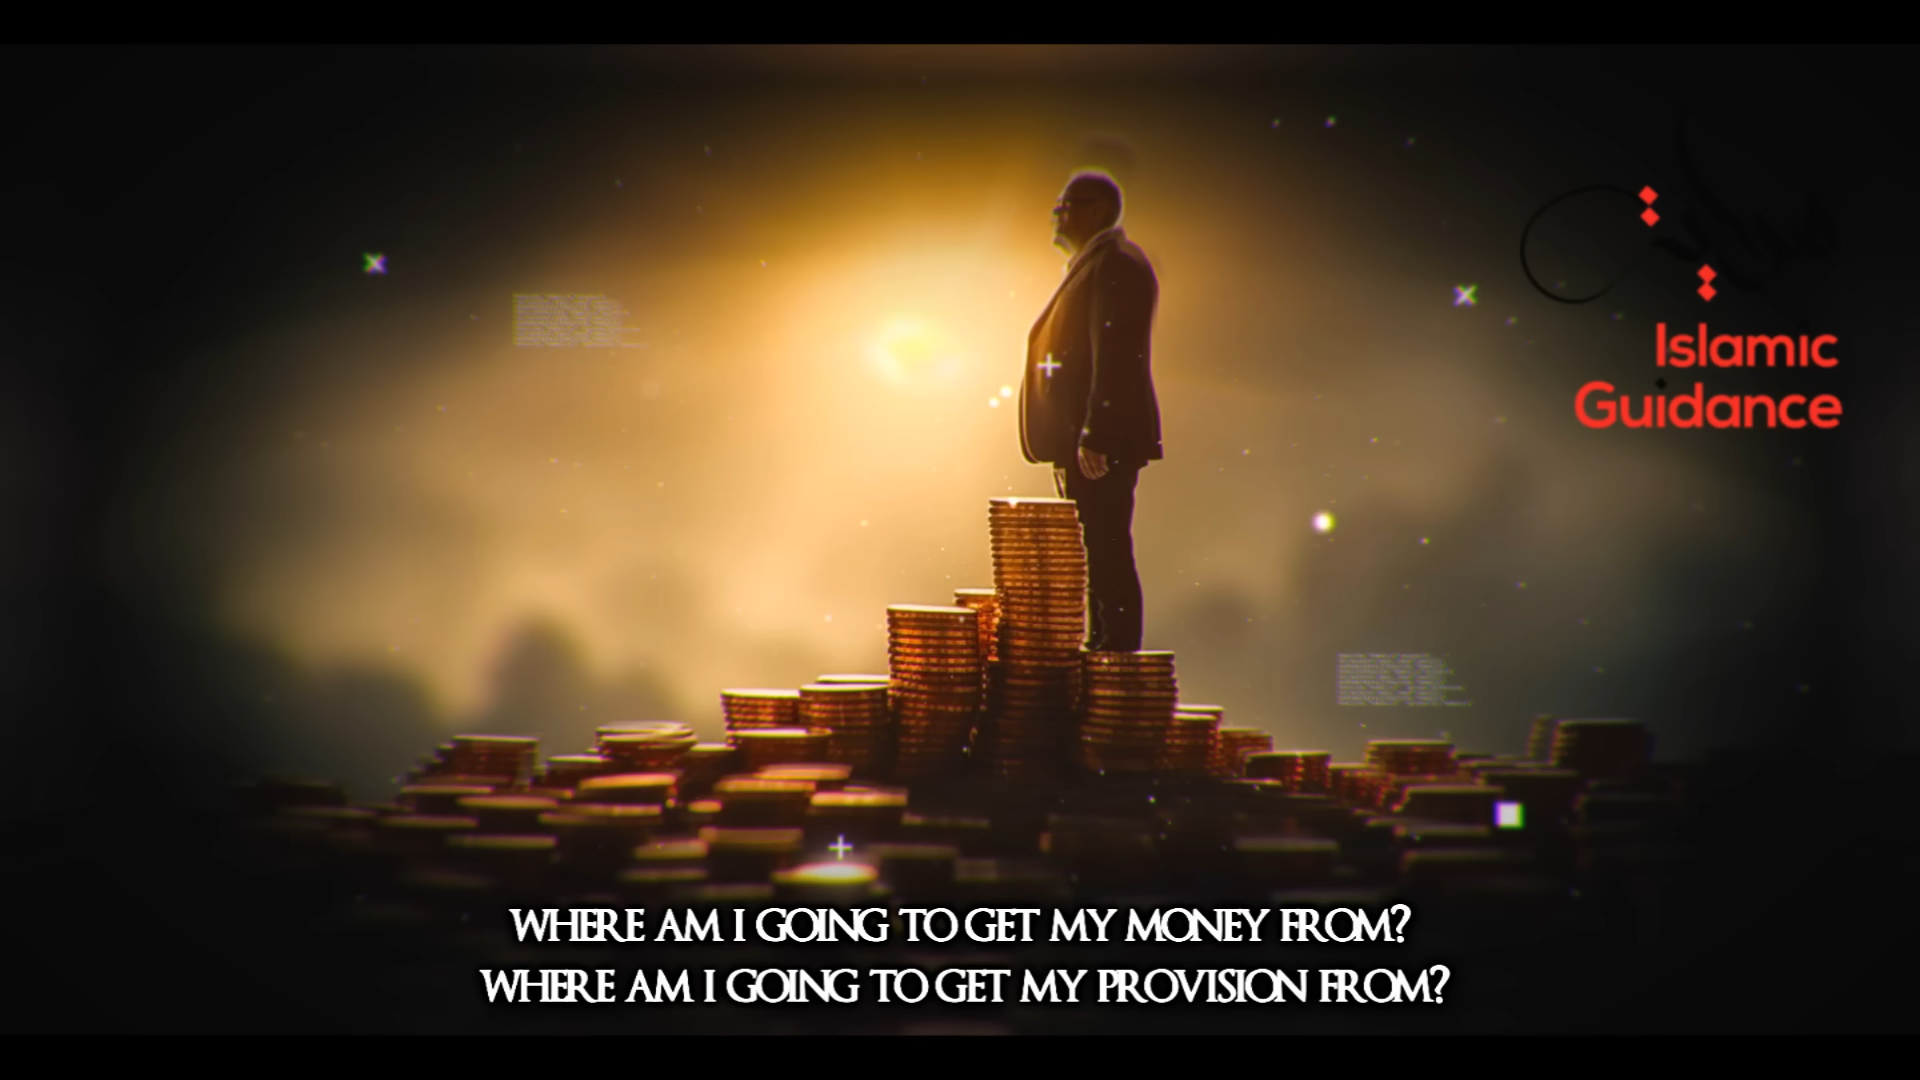 Islamic
Guidance
WHERE AM I GOING TO GET MY MONEY FROM?
WHERE AM I GOING TO GET MY PROVISION FROM?